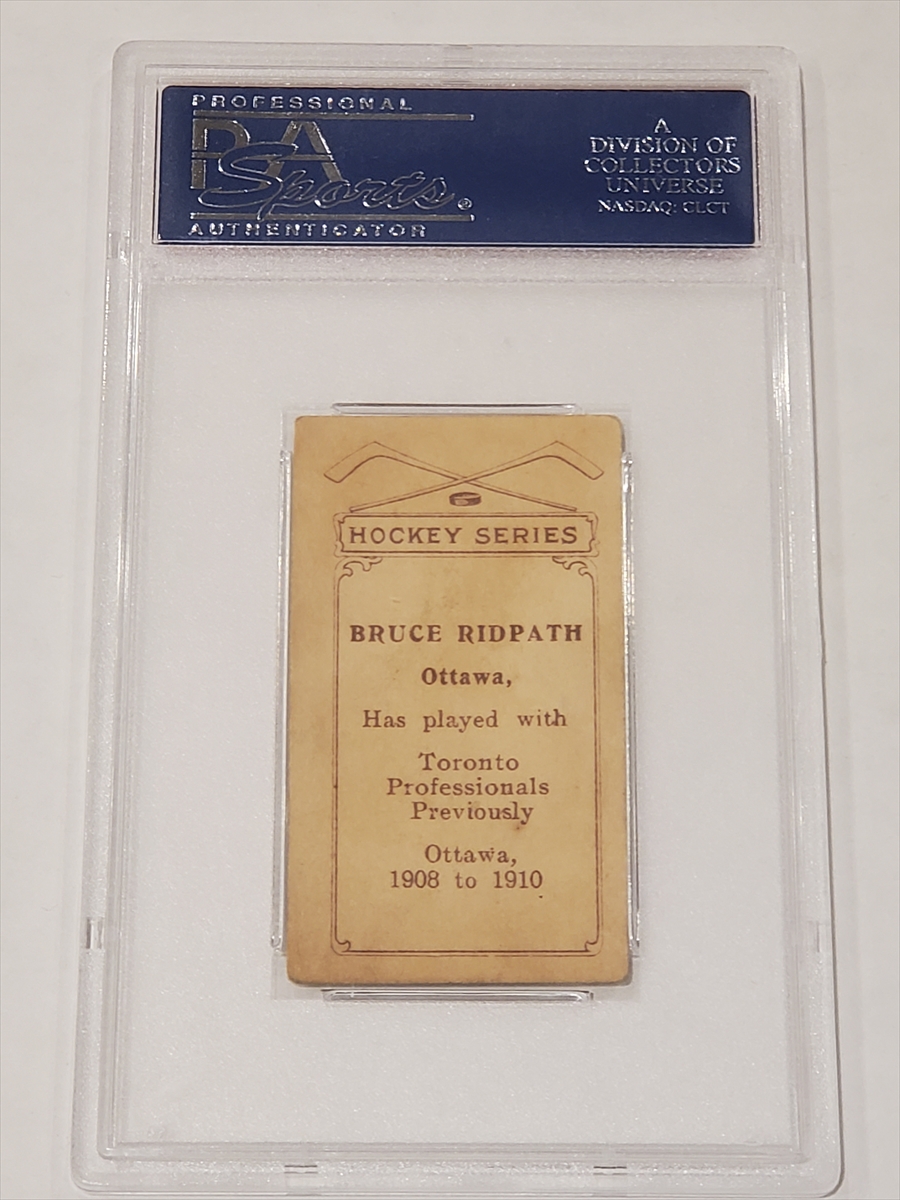 PROFESSIONAL
PSA
Sports®
AUTHENTICATOR
A
DIVISION OF
COLLECTORS
UNIVERSE
NASDAQ: CLCT
HOCKEY SERIES
BRUCE RIDPATH
Ottawa,
Has played with
Toronto
Professionals
Previously
Ottawa,
1908 to 1910